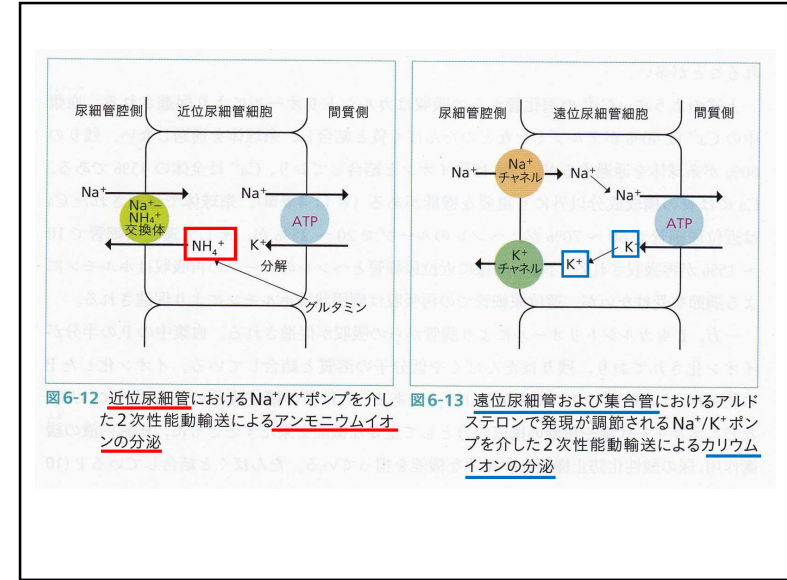 尿細管腔側 近位尿細管細胞 間質側
Na⁺
Na⁺
Na⁺–
NH₄⁺
交換体
ATP
NH₄⁺
K⁺
分解
グルタミン
図6-12 近位尿細管におけるNa⁺/K⁺ポンプを介し
た2次性能動輸送によるアンモニウムイオ
ンの分泌
尿細管腔側 遠位尿細管細胞 間質側
Na⁺
Na⁺
チャネル
Na⁺
Na⁺
ATP
K⁺
チャネル
K⁺
K⁺
図6-13 遠位尿細管および集合管におけるアルド
ステロンで発現が調節されるNa⁺/K⁺ポン
プを介した2次性能動輸送によるカリウム
イオンの分泌